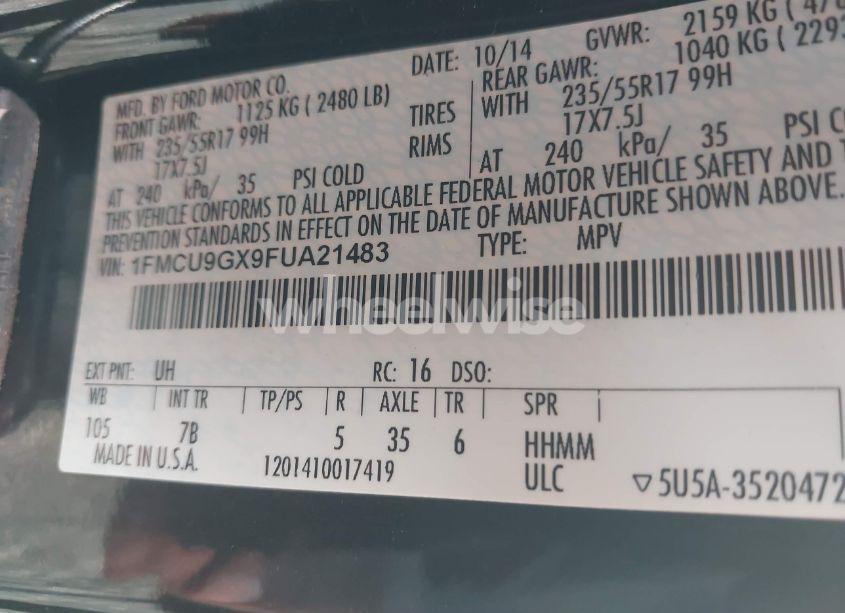 MFD. BY FORD MOTOR CO. DATE: 10/14 GVWR: 2159 KG (
FRONT GAWR: 1125 KG ( 2480 LB) REAR GAWR: 1040 KG ( 2293
WITH 235/55R17 99H TIRES WITH 235/55R17 99H
17X7.5J RIMS 17X7.5J
AT 240 kPa/ 35 PSI COLD AT 240 kPa/ 35 PSI
THIS VEHICLE CONFORMS TO ALL APPLICABLE FEDERAL MOTOR VEHICLE SAFETY AND
PREVENTION STANDARDS IN EFFECT ON THE DATE OF MANUFACTURE SHOWN ABOVE.
VIN: 1FMCU9GX9FUA21483 TYPE: MPV
wheelwise
EXT PNT: UH RC: 16 DSO:
WB INT TR TP/PS R AXLE TR SPR
105 7B 5 35 6 HHMM
MADE IN U.S.A. 1201410017419 ULC ▽5U5A-3520472